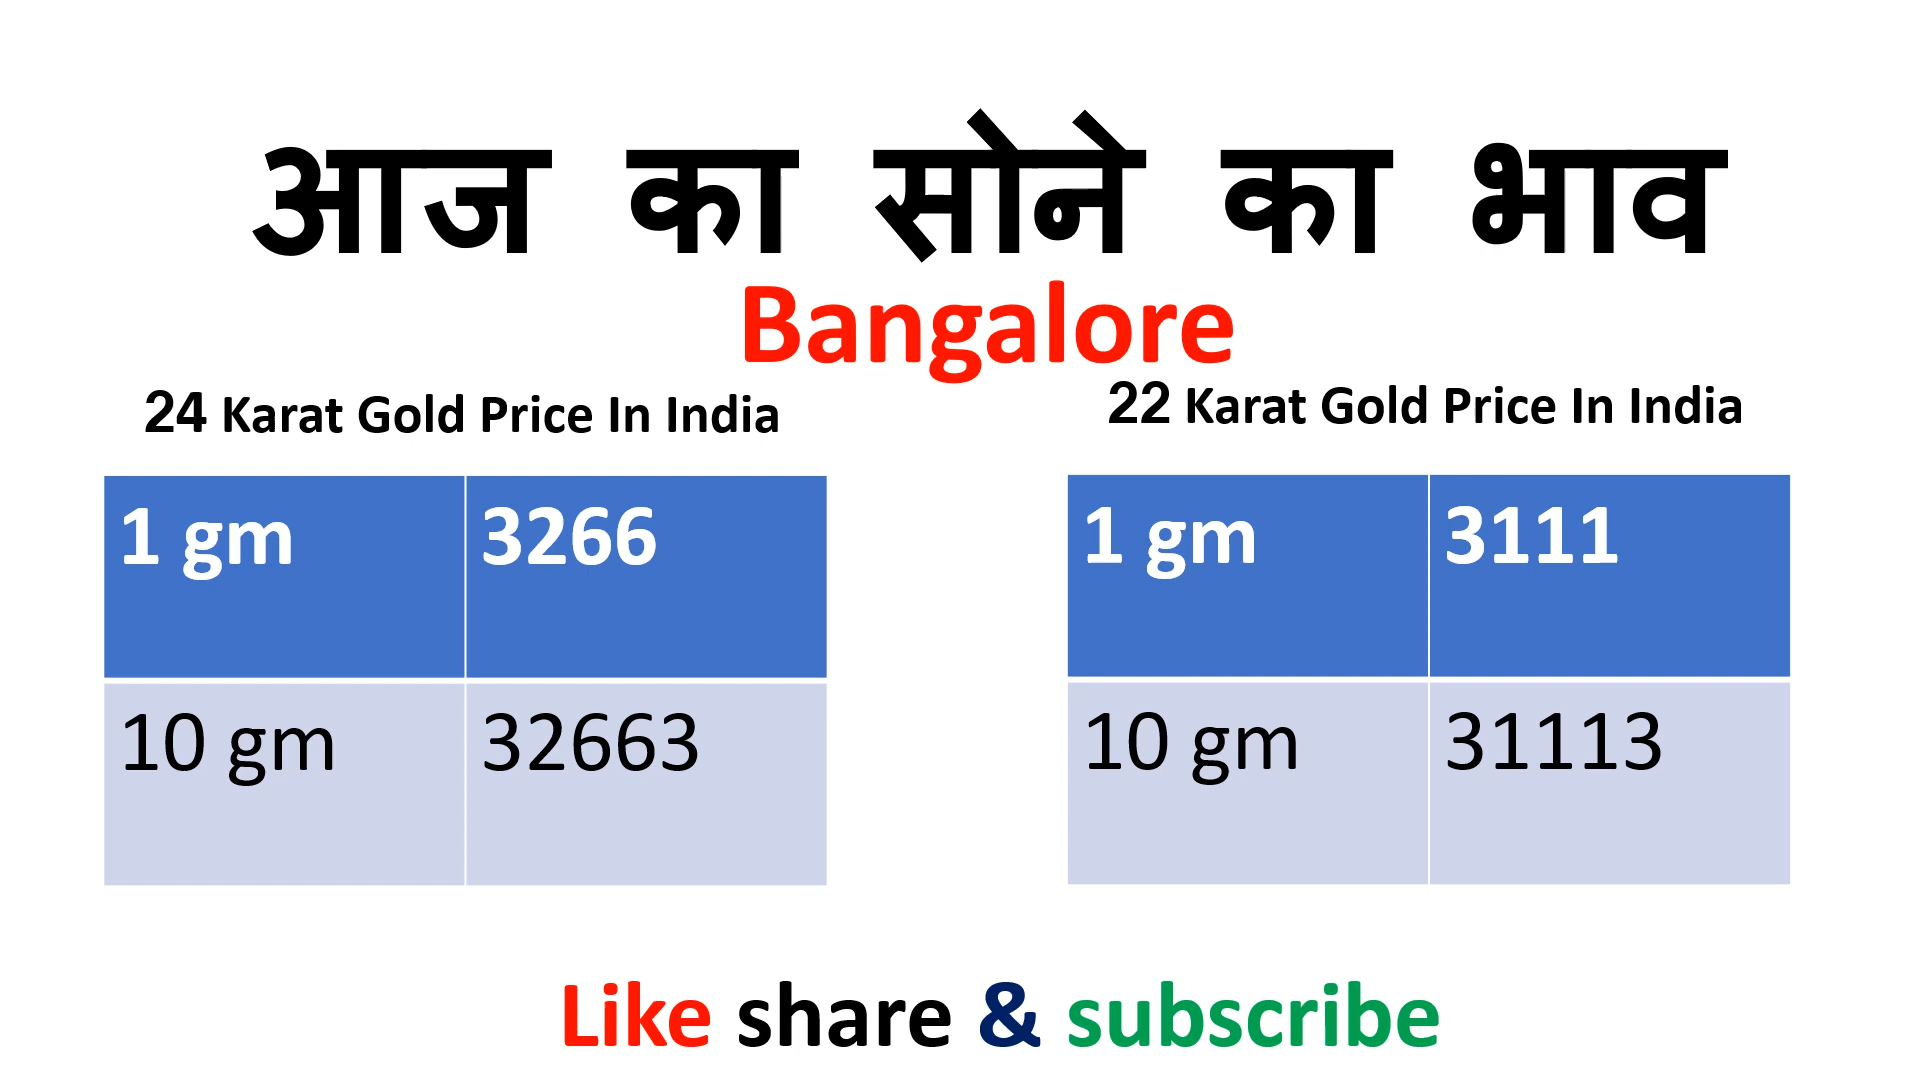 आज का सोने का भाव
Bangalore
24 Karat Gold Price In India
1 gm 3266
10 gm 32663
22 Karat Gold Price In India
1 gm 3111
10 gm 31113
Like share & subscribe